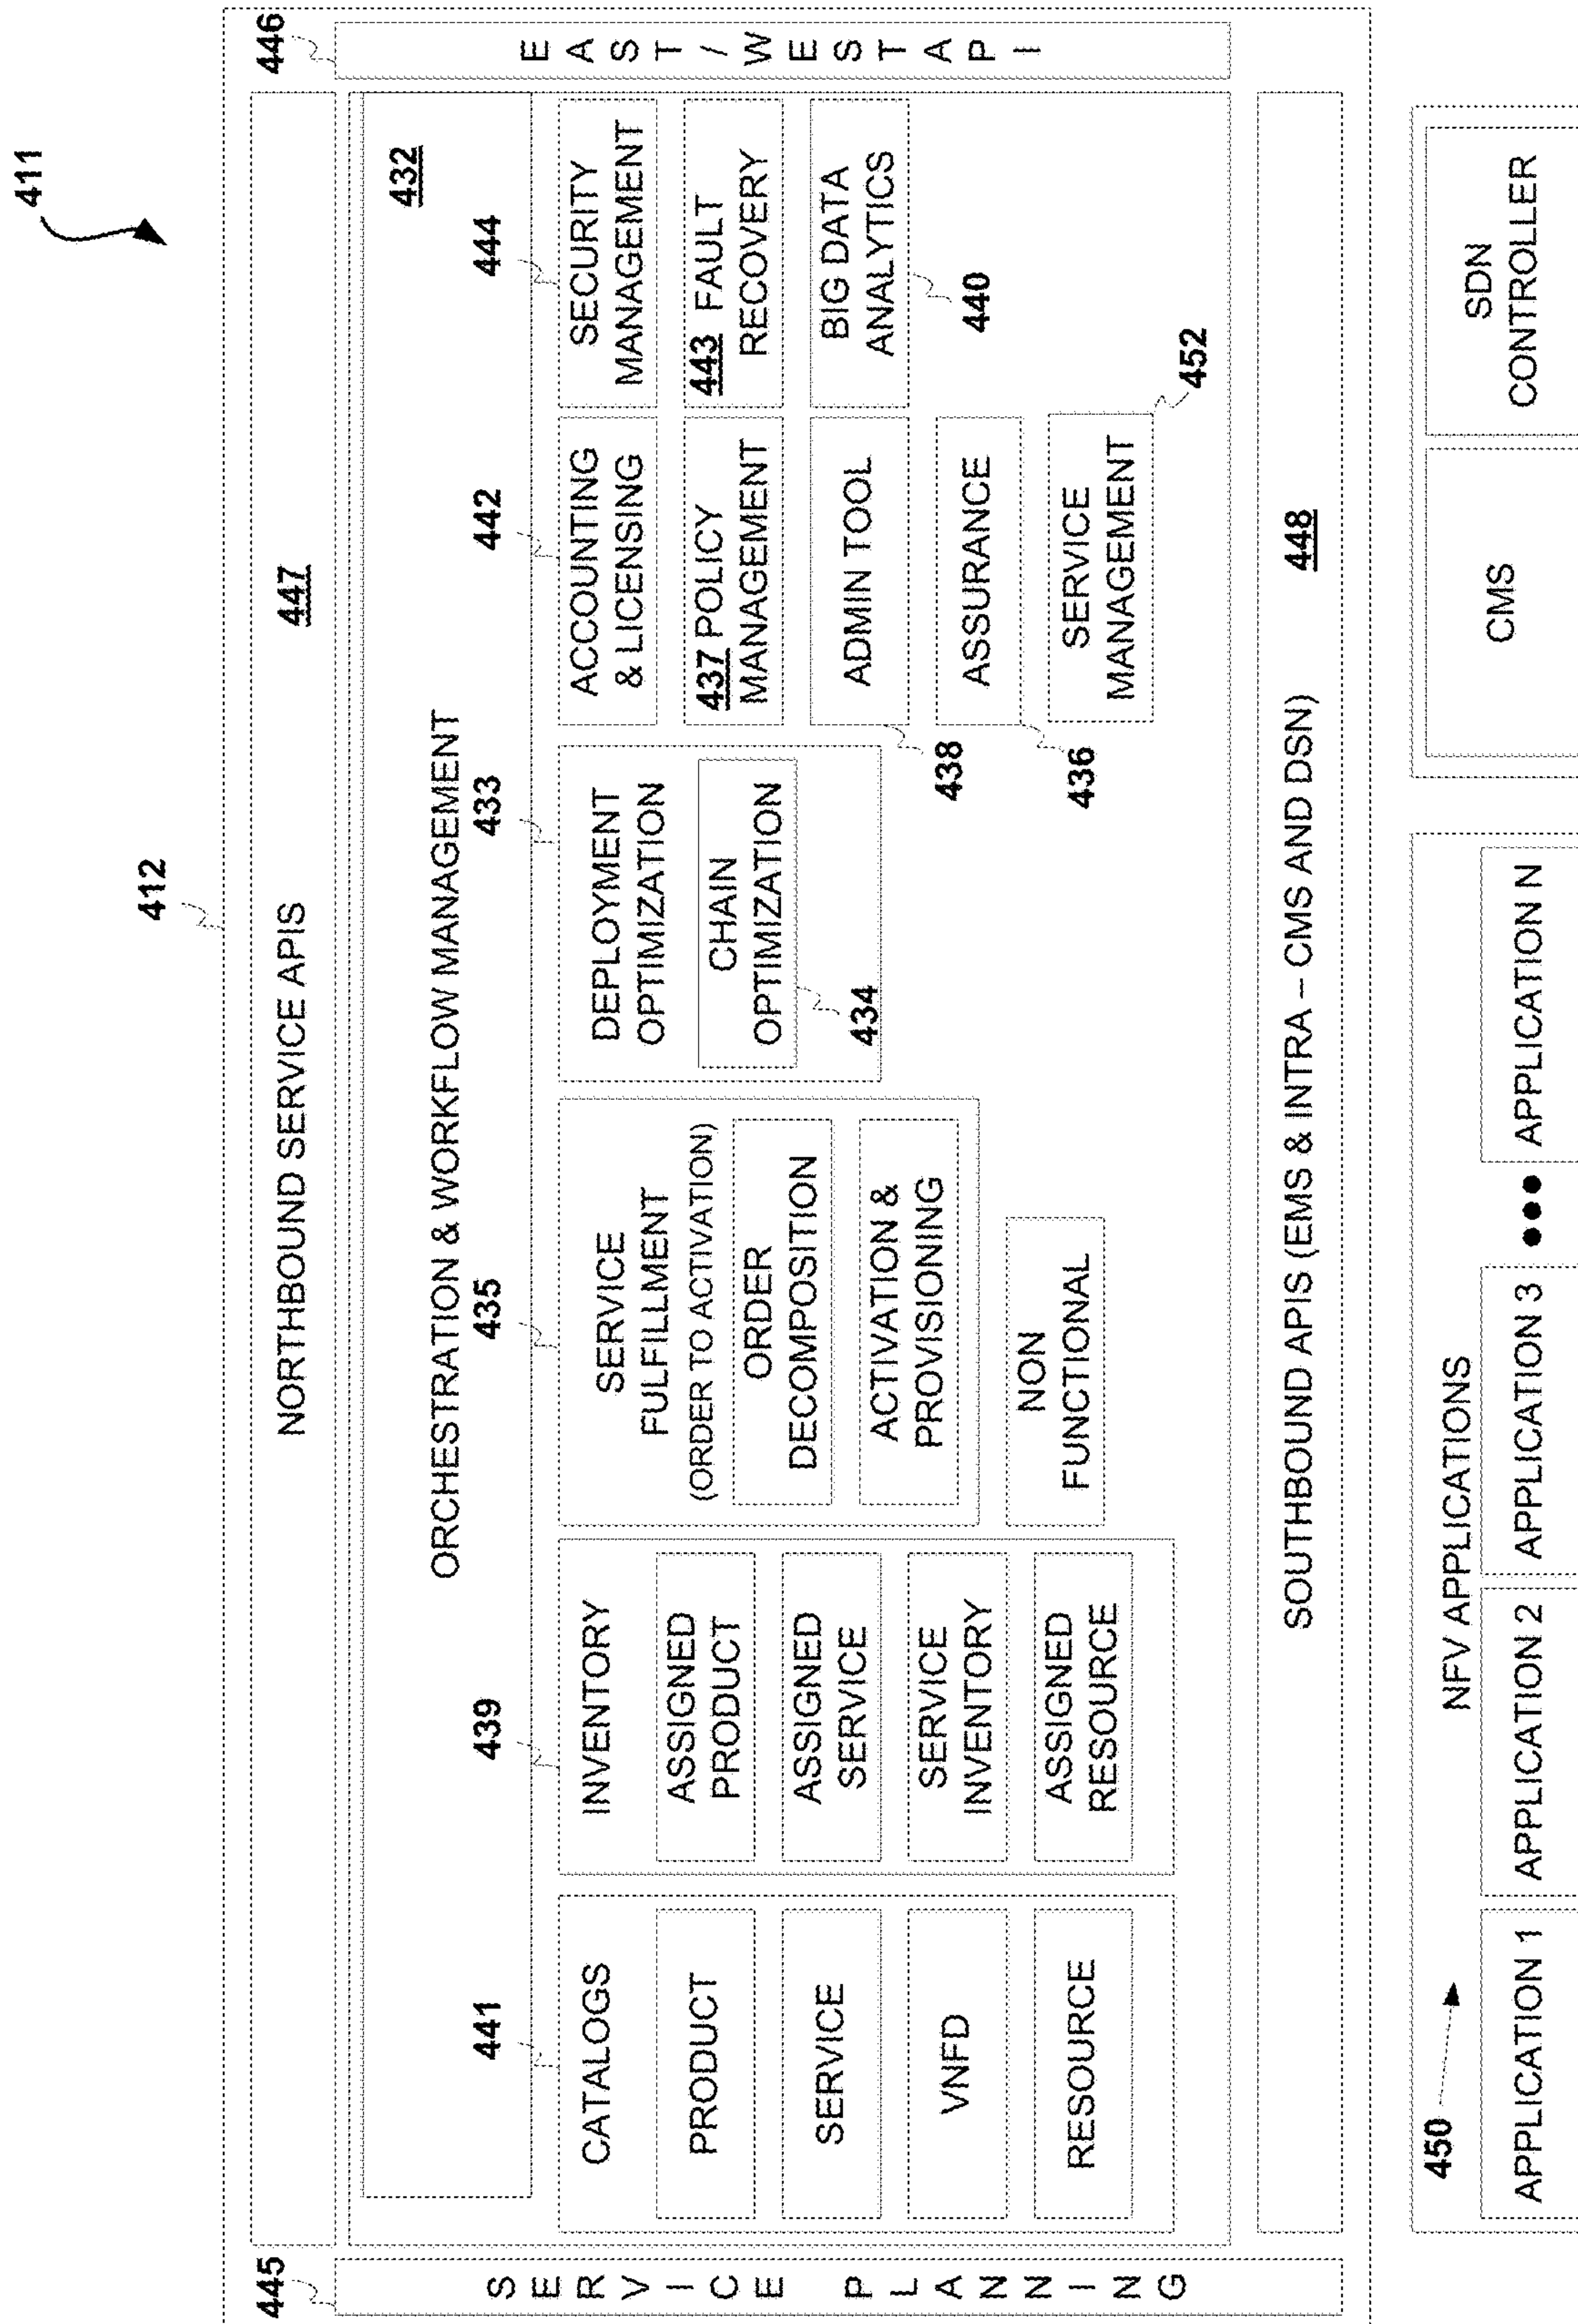 411
412
445
447
446
NORTHBOUND SERVICE APIS
432
ORCHESTRATION & WORKFLOW MANAGEMENT
441
439
435
433
442
444
SERVICE PLANNING
CATALOGS
PRODUCT
SERVICE
VNFD
RESOURCE
INVENTORY
ASSIGNED
PRODUCT
ASSIGNED
SERVICE
SERVICE
INVENTORY
ASSIGNED
RESOURCE
SERVICE
FULFILLMENT
(ORDER TO ACTIVATION)
ORDER
DECOMPOSITION
ACTIVATION &
PROVISIONING
NON
FUNCTIONAL
DEPLOYMENT
OPTIMIZATION
CHAIN
OPTIMIZATION
434
ACCOUNTING
& LICENSING
437 POLICY
MANAGEMENT
ADMIN TOOL
438
ASSURANCE
436
SERVICE
MANAGEMENT
452
SECURITY
MANAGEMENT
443 FAULT
RECOVERY
BIG DATA
ANALYTICS
440
EAST/WEST API
SOUTHBOUND APIS (EMS & INTRA – CMS AND DSN)
448
450
NFV APPLICATIONS
APPLICATION 1
APPLICATION 2
APPLICATION 3
●●● APPLICATION N
CMS
SDN
CONTROLLER